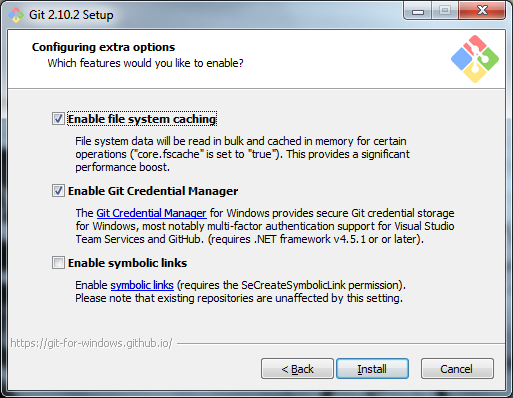 Git 2.10.2 Setup
Configuring extra options
Which features would you like to enable?
Enable file system caching
File system data will be read in bulk and cached in memory for certain
operations ("core.fscache" is set to "true"). This provides a significant
performance boost.
Enable Git Credential Manager
The Git Credential Manager for Windows provides secure Git credential storage
for Windows, most notably multi-factor authentication support for Visual Studio
Team Services and GitHub. (requires .NET framework v4.5.1 or or later).
Enable symbolic links
Enable symbolic links (requires the SeCreateSymbolicLink permission).
Please note that existing repositories are unaffected by this setting.
https://git-for-windows.github.io/
< Back
Install
Cancel